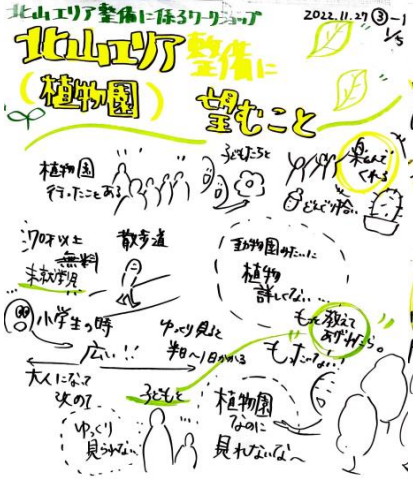 北山エリア整備に係るワークショップ
2022.11.27 ③-1
1/5
北山エリア整備に
(植物園) 望むこと
植物園
行ったことある
子どもたちと
楽しんで
くれる
どんぐり拾い
70才以上
無料
未就学児
散歩道
動物園みたいに
植物
詳しくない…
もっと教えて
あげれたら。
もったいない!
小学生の時
広い!!
ゆっくり見ると
半日〜1日かかる
大人になって
次めて
子どもと
ゆっくり
見られない
植物園
なのに
見れないな〜